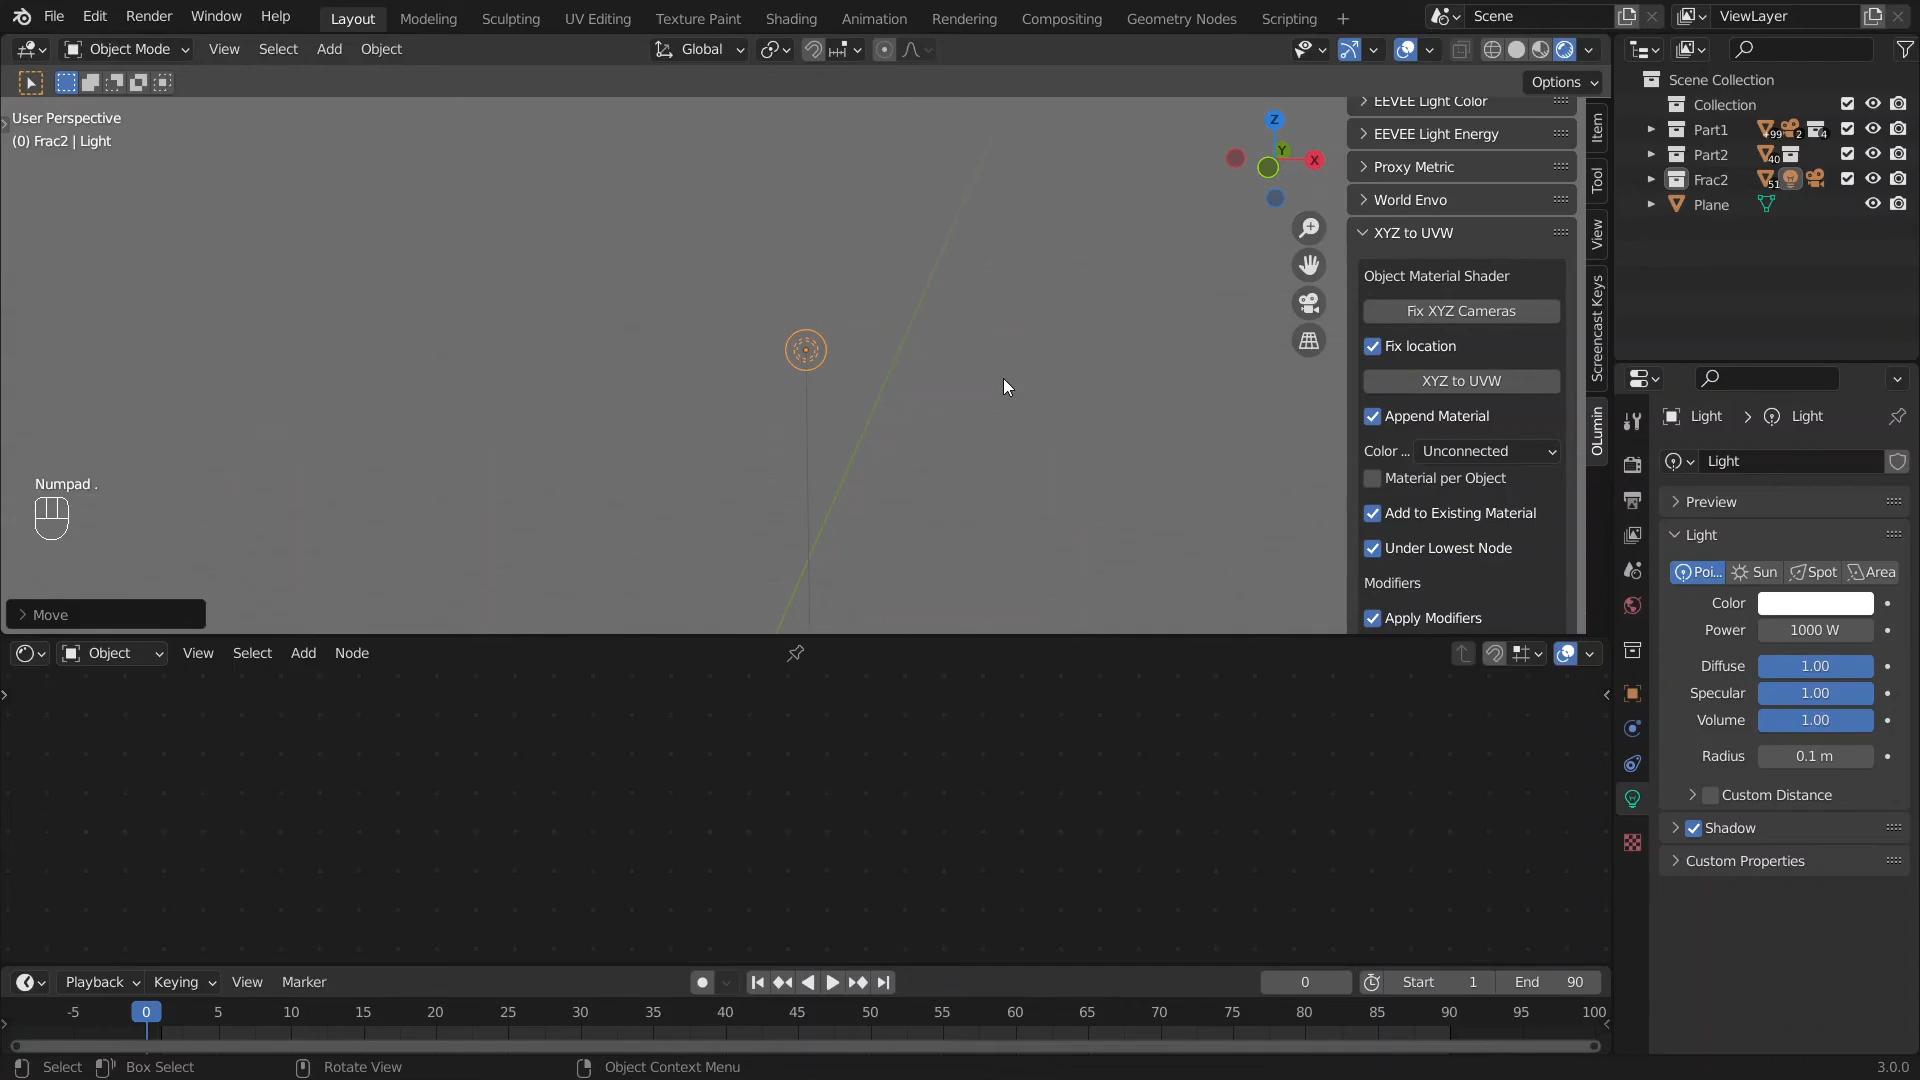 File Edit Render Window Help Layout Modeling Sculpting UV Editing Texture Paint Shading Animation Rendering Compositing Geometry Nodes Scripting + Scene ViewLayer
Object Mode View Select Add Object Global
Options
User Perspective
(0) Frac2 | Light
Z
Y
X
Numpad .
Move
EEVEE Light Color
EEVEE Light Energy
Proxy Metric
World Envo
XYZ to UVW
Object Material Shader
Fix XYZ Cameras
Fix location
XYZ to UVW
Append Material
Color ... Unconnected
Material per Object
Add to Existing Material
Under Lowest Node
Modifiers
Apply Modifiers
Item
Tool
View
Screencast Keys
OLumin
Scene Collection
Collection
Part1 +99 2 4
Part2 40
Frac2 51
Plane
Light > Light
Light
Preview
Light
Poi... Sun Spot Area
Color
Power 1000 W
Diffuse 1.00
Specular 1.00
Volume 1.00
Radius 0.1 m
Custom Distance
Shadow
Custom Properties
Object View Select Add Node
Playback Keying View Marker 0 Start 1 End 90
-5 0 5 10 15 20 25 30 35 40 45 50 55 60 65 70 75 80 85 90 95 100
Select Box Select Rotate View Object Context Menu 3.0.0